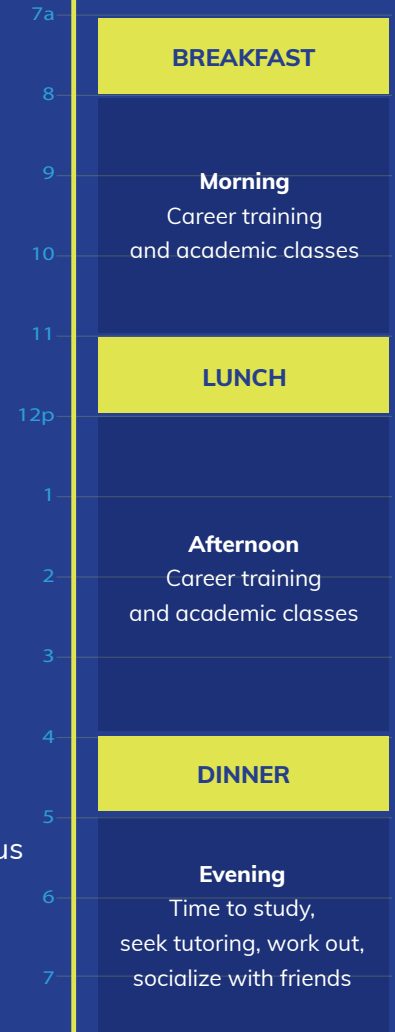 7a
BREAKFAST
8
9
Morning
Career training
10
and academic classes
11
LUNCH
12p
1
Afternoon
2
Career training
and academic classes
3
4
DINNER
5
us
Evening
6
Time to study,
seek tutoring, work out,
7
socialize with friends